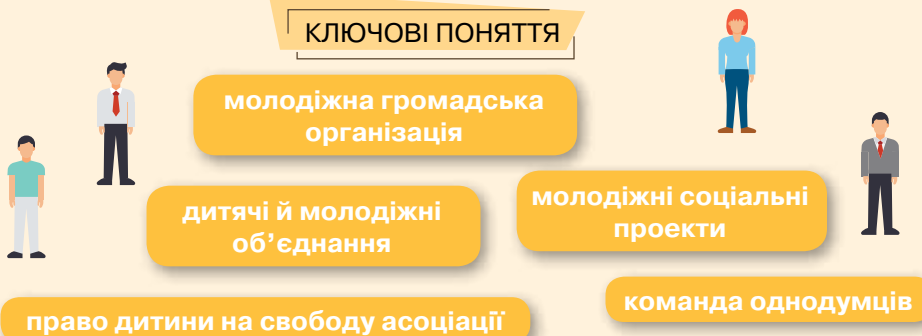 КЛЮЧОВІ ПОНЯТТЯ
молодіжна громадська
організація
дитячі й молодіжні
об’єднання
молодіжні соціальні
проекти
право дитини на свободу асоціації
команда однодумців